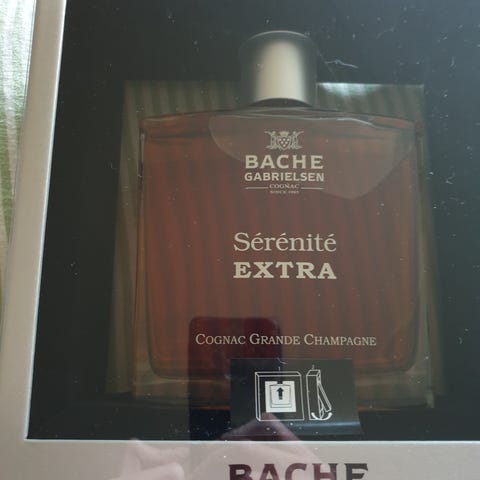 BACHE
GABRIELSEN
COGNAC
SINCE 1905
Sérénité
EXTRA
COGNAC GRANDE CHAMPAGNE
BACHE